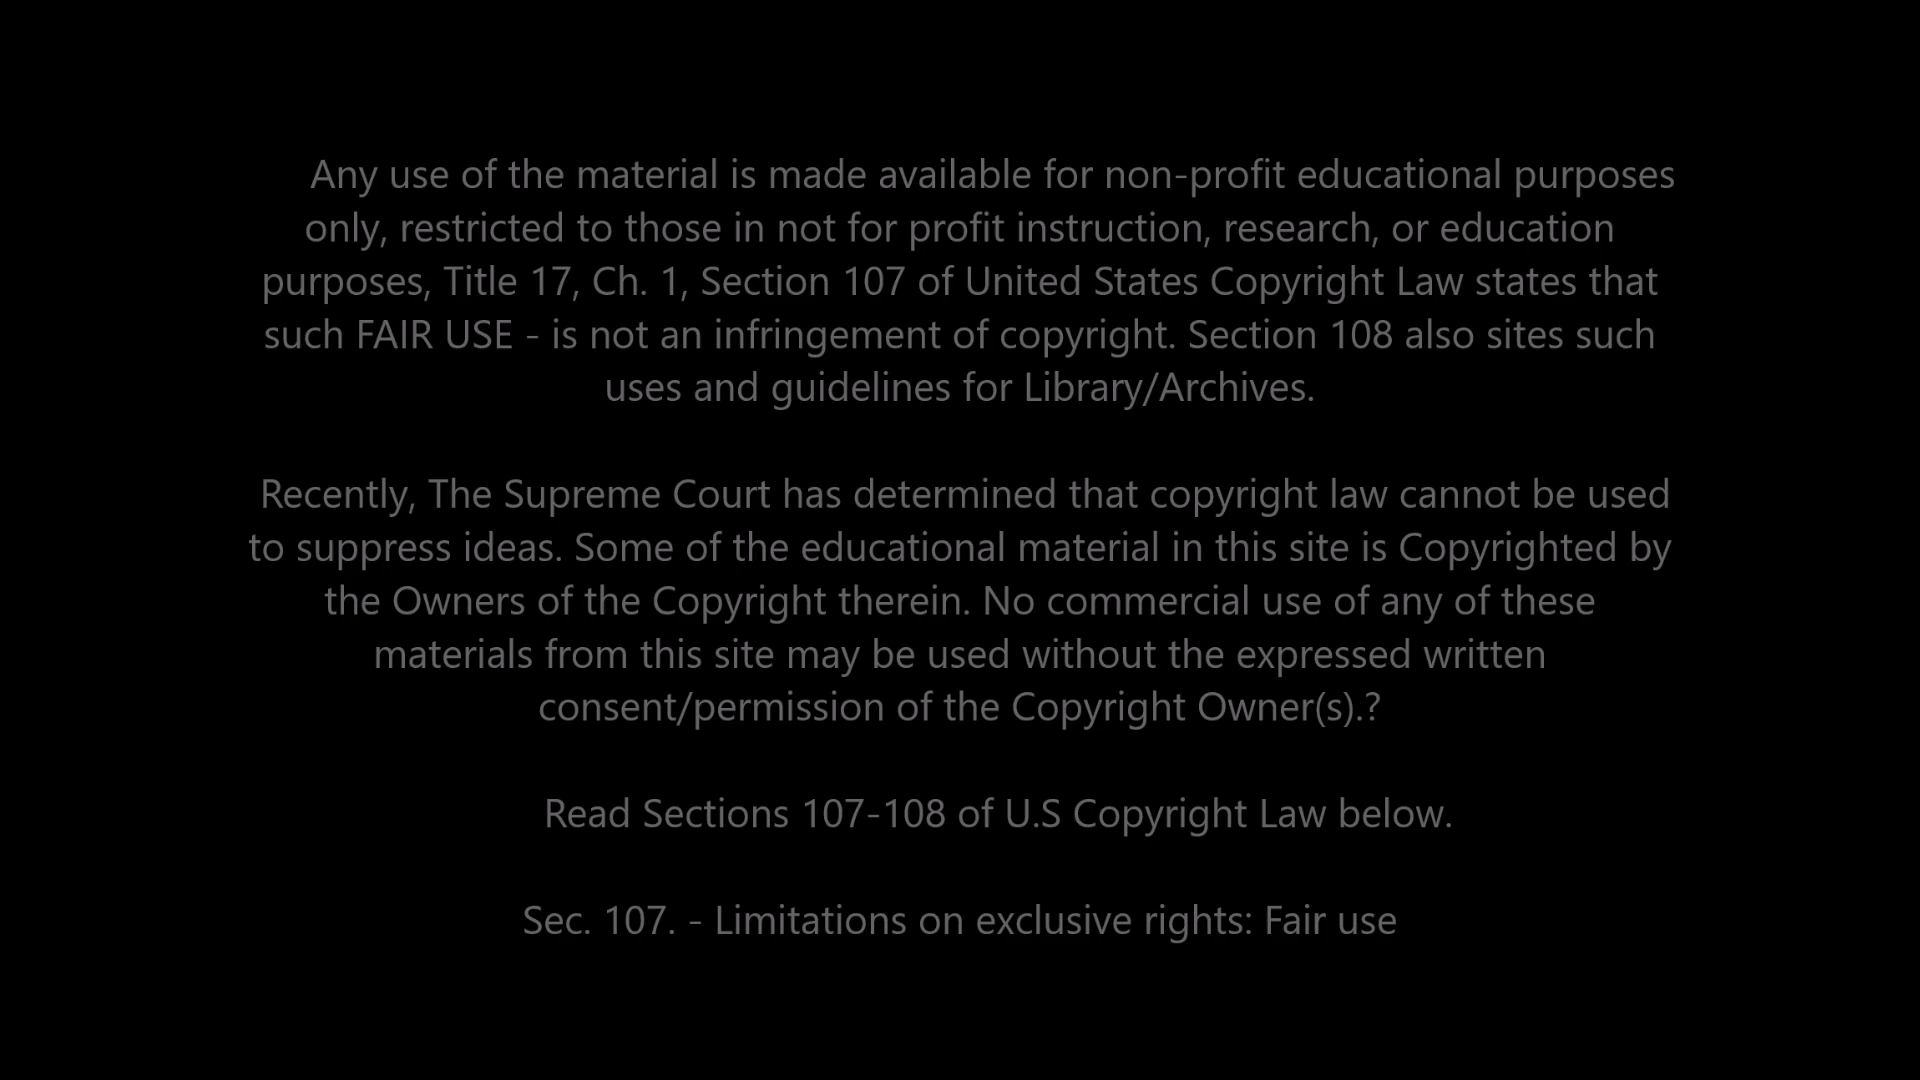 Any use of the material is made available for non-profit educational purposes
only, restricted to those in not for profit instruction, research, or education
purposes, Title 17, Ch. 1, Section 107 of United States Copyright Law states that
such FAIR USE - is not an infringement of copyright. Section 108 also sites such
uses and guidelines for Library/Archives.
Recently, The Supreme Court has determined that copyright law cannot be used
to suppress ideas. Some of the educational material in this site is Copyrighted by
the Owners of the Copyright therein. No commercial use of any of these
materials from this site may be used without the expressed written
consent/permission of the Copyright Owner(s).?
Read Sections 107-108 of U.S Copyright Law below.
Sec. 107. - Limitations on exclusive rights: Fair use